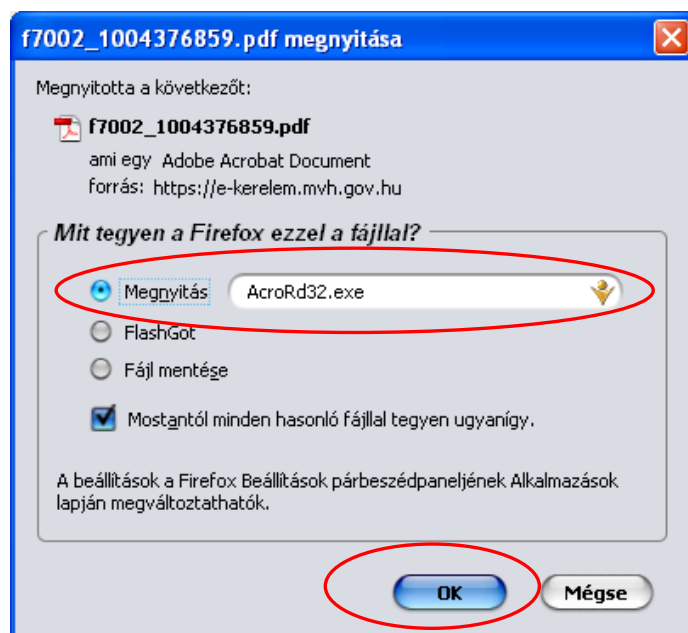 f7002_1004376859.pdf megnyitása
Megnyitotta a következőt:
f7002_1004376859.pdf
ami egy Adobe Acrobat Document
forrás: https://e-kerelem.mvh.gov.hu
Mit tegyen a Firefox ezzel a fájllal?
Megnyitás AcroRd32.exe
FlashGot
Fájl mentése
Mostantól minden hasonló fájllal tegyen ugyanígy.
A beállítások a Firefox Beállítások párbeszédpaneljének Alkalmazások
lapján megváltoztathatók.
OK Mégse